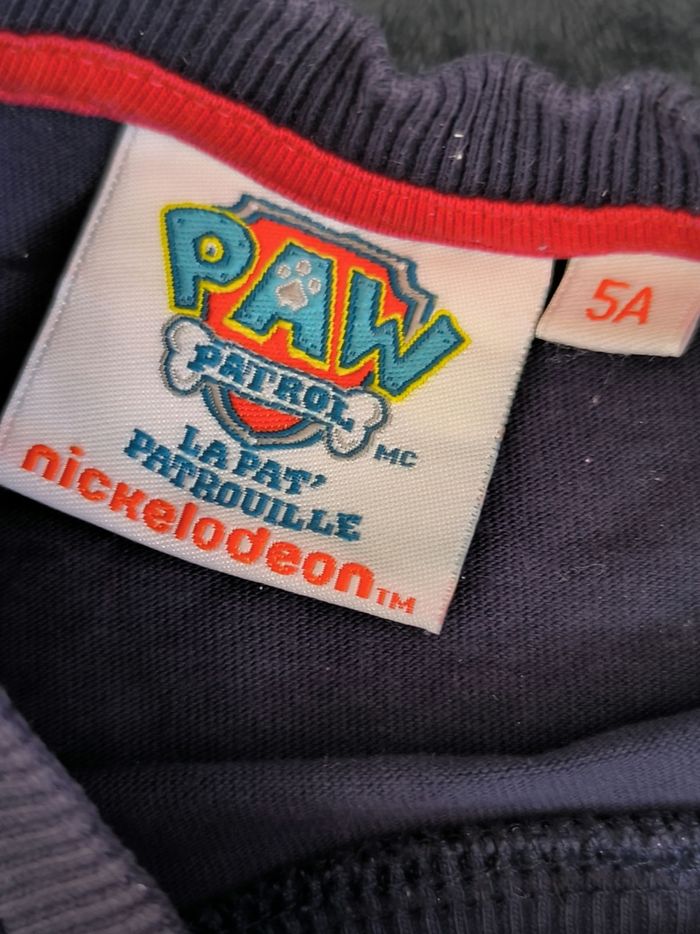 PAW
PATROL
MC
LA PAT'
PATROUILLE
nickelodeon TM
5A